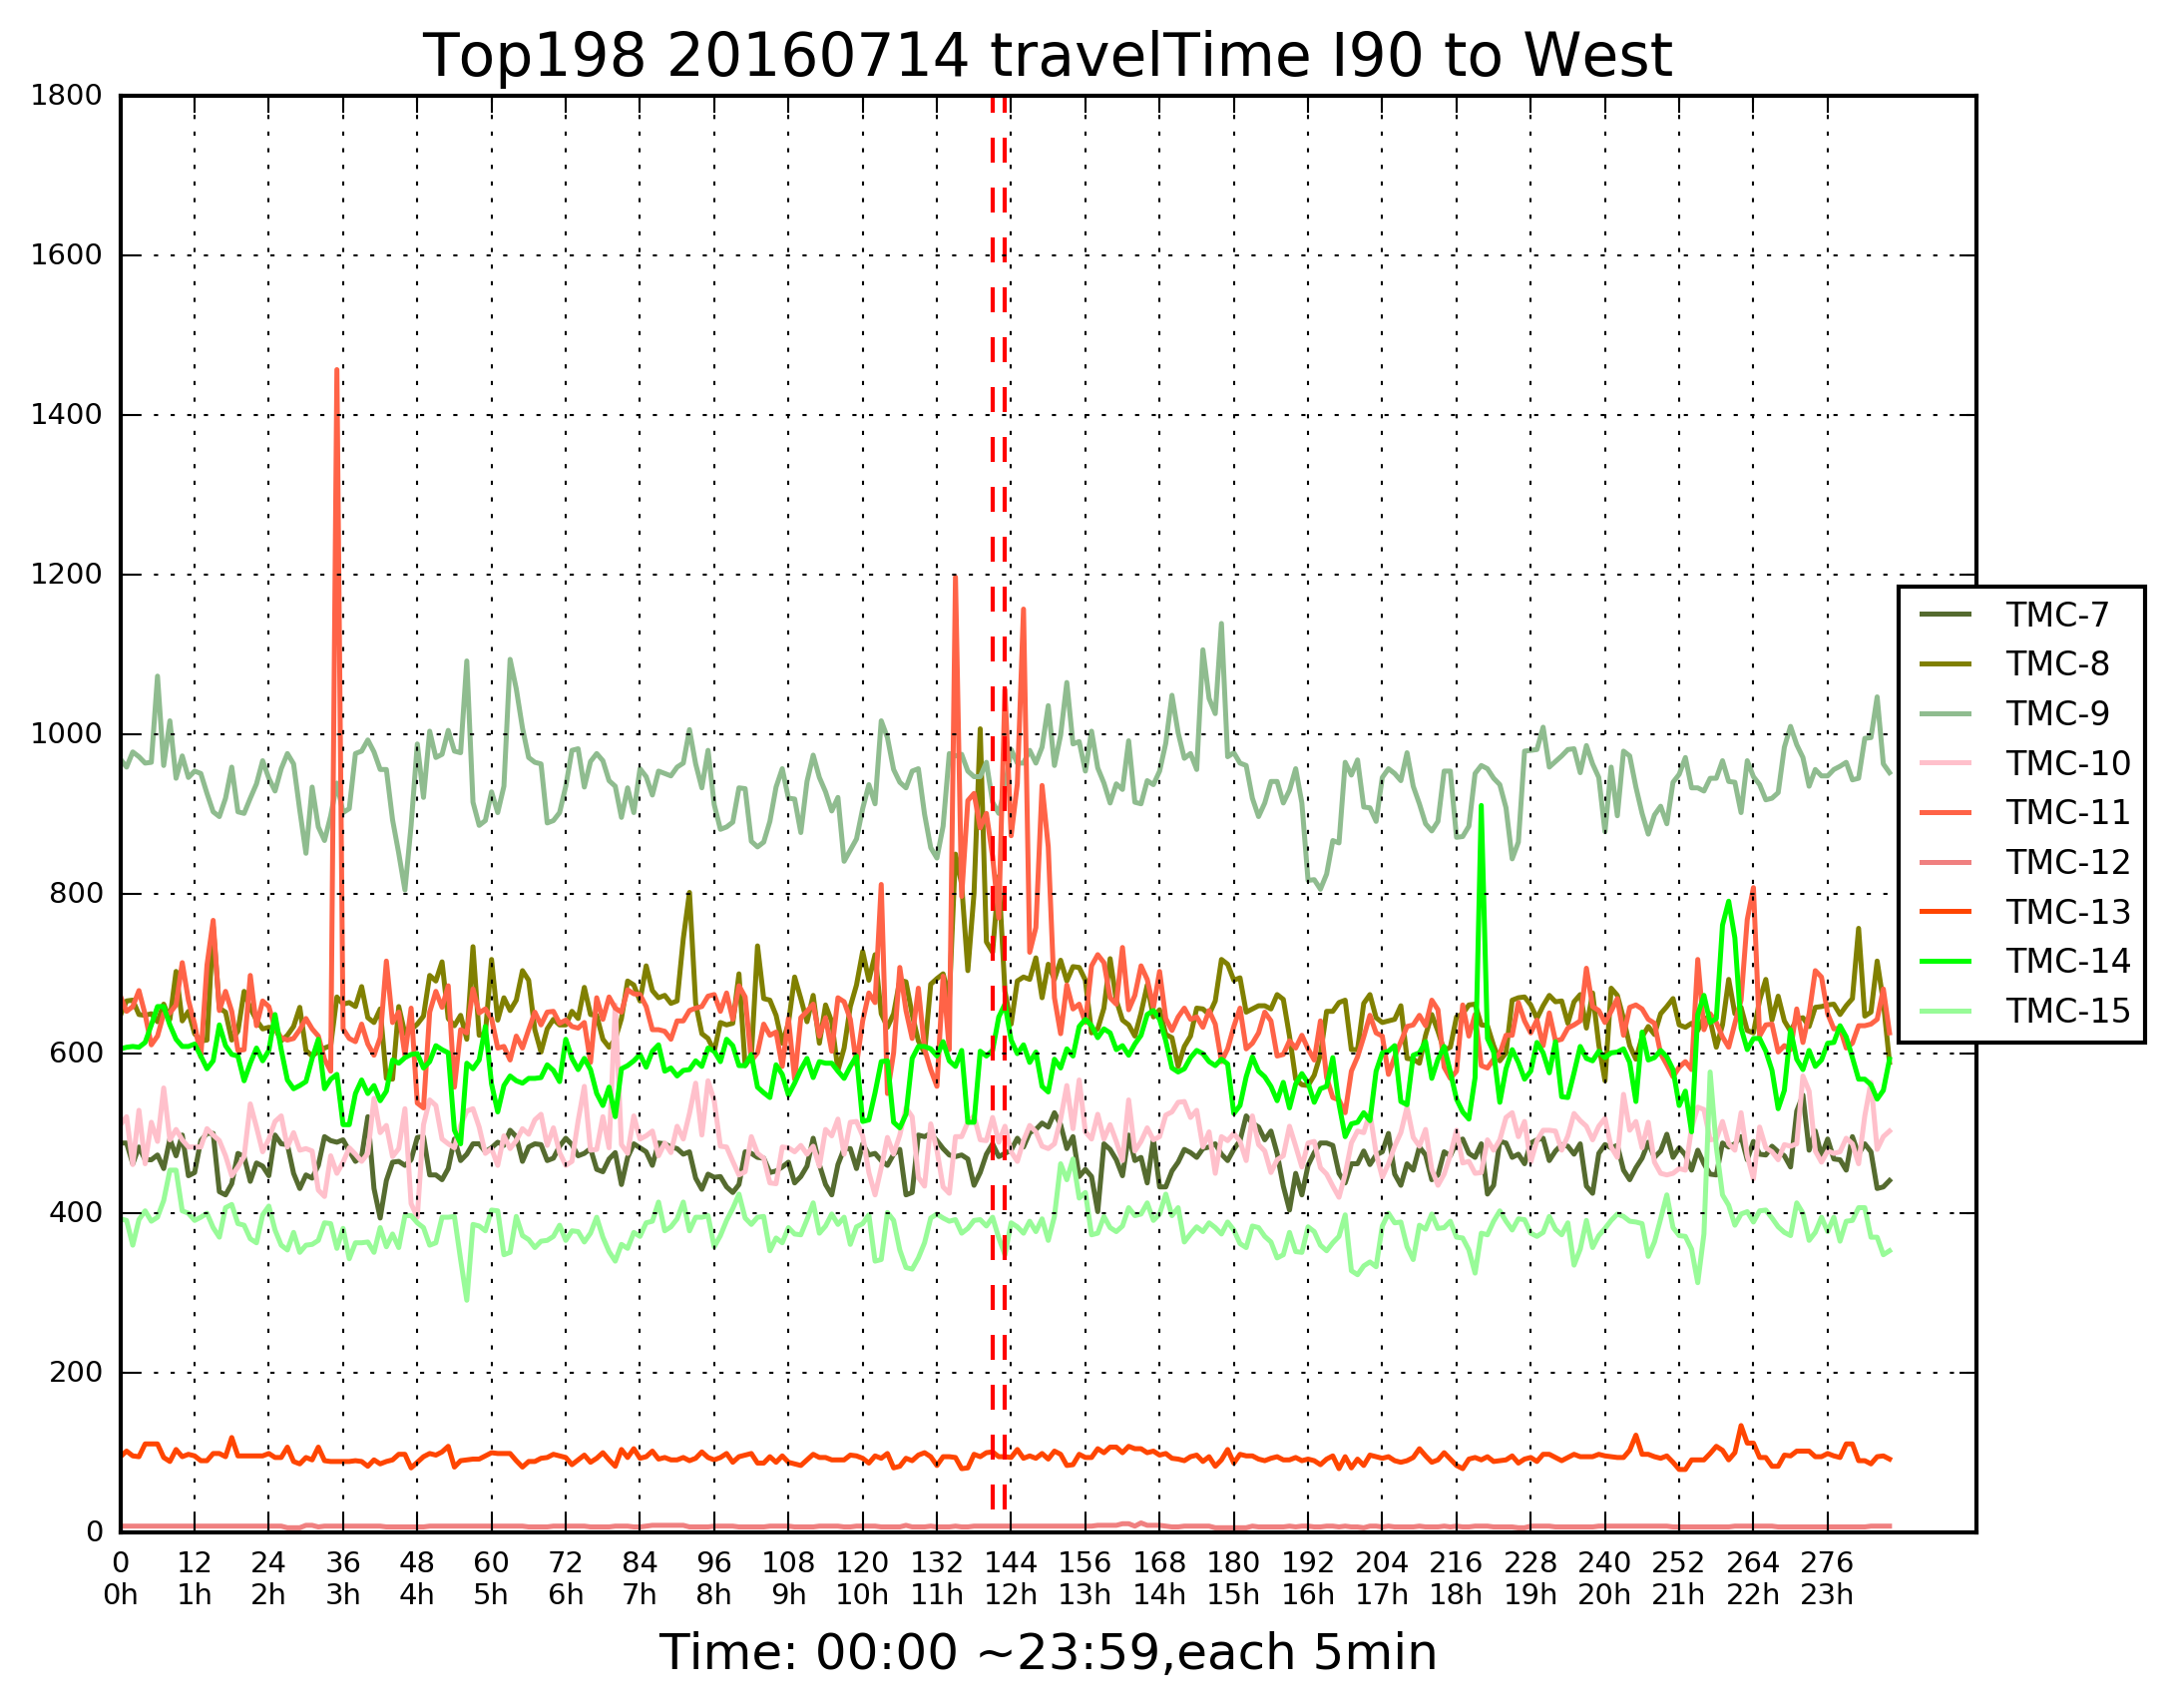 Top198 20160714 travelTime I90 to West
1800
1600
1400
1200
1000
800
600
400
200
0
TMC-7
TMC-8
TMC-9
TMC-10
TMC-11
TMC-12
TMC-13
TMC-14
TMC-15
0 12 24 36 48 60 72 84 96 108 120 132 144 156 168 180 192 204 216 228 240 252 264 276
0h 1h 2h 3h 4h 5h 6h 7h 8h 9h 10h 11h 12h 13h 14h 15h 16h 17h 18h 19h 20h 21h 22h 23h
Time: 00:00 ~23:59,each 5min